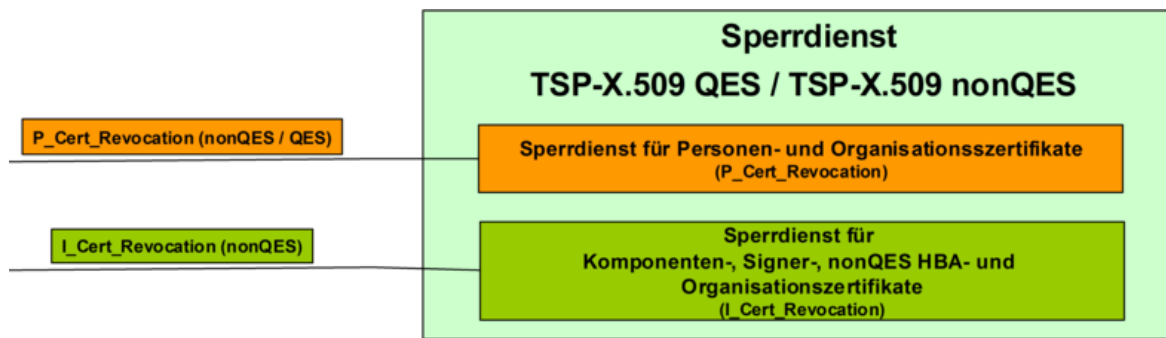 Sperrdienst
TSP-X.509 QES / TSP-X.509 nonQES
P_Cert_Revocation (nonQES / QES)
Sperrdienst für Personen- und Organisationsszertifikate
(P_Cert_Revocation)
I_Cert_Revocation (nonQES)
Sperrdienst für
Komponenten-, Signer-, nonQES HBA- und
Organisationszertifikate
(I_Cert_Revocation)